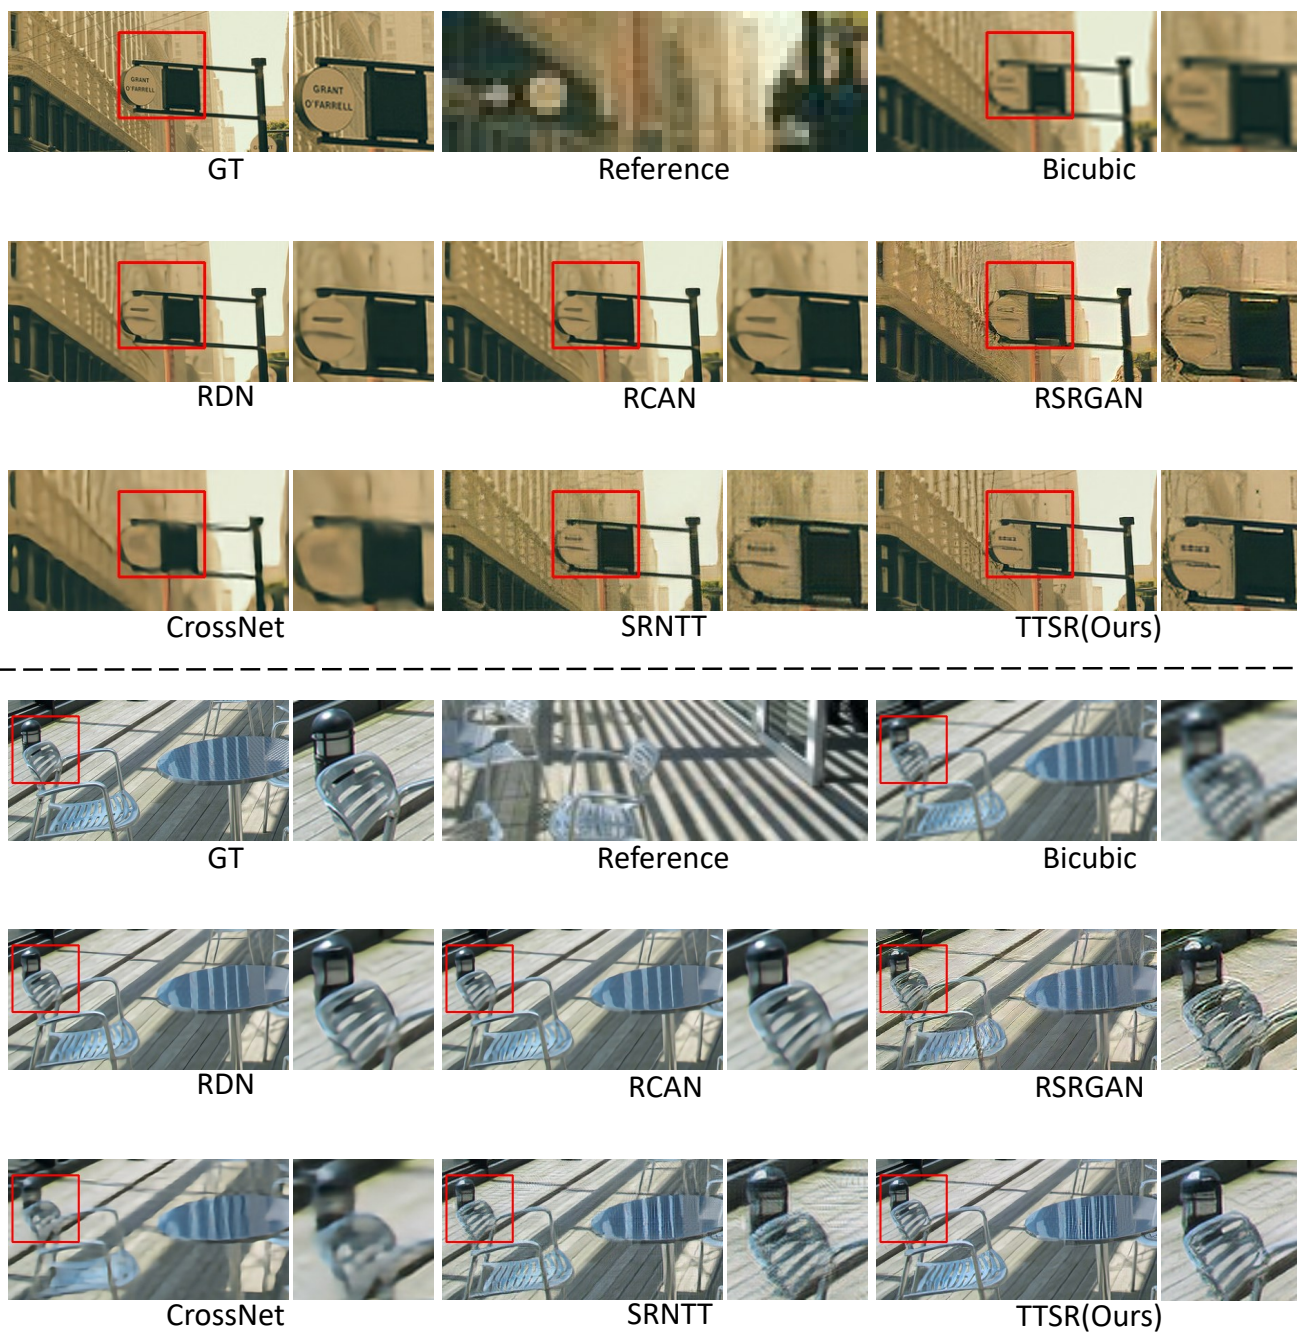 GRANT
O'FARRELL
GRANT
O'FARRELL
GT
Reference
Bicubic
RDN
RCAN
RSRGAN
CrossNet
SRNTT
TTSR(Ours)
GT
Reference
Bicubic
RDN
RCAN
RSRGAN
CrossNet
SRNTT
TTSR(Ours)